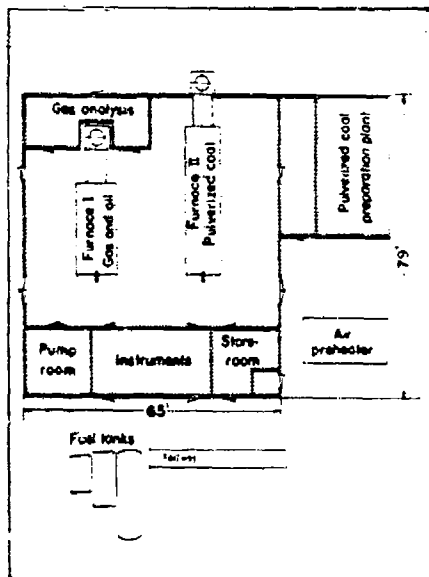 Gas analysis
Furnace I
Gas and oil
Furnace II
Pulverized coal
Pulverized coal
preparation plant
79'
Pump
room
Instruments
Store-
room
Air
preheater
65'
Fuel tanks